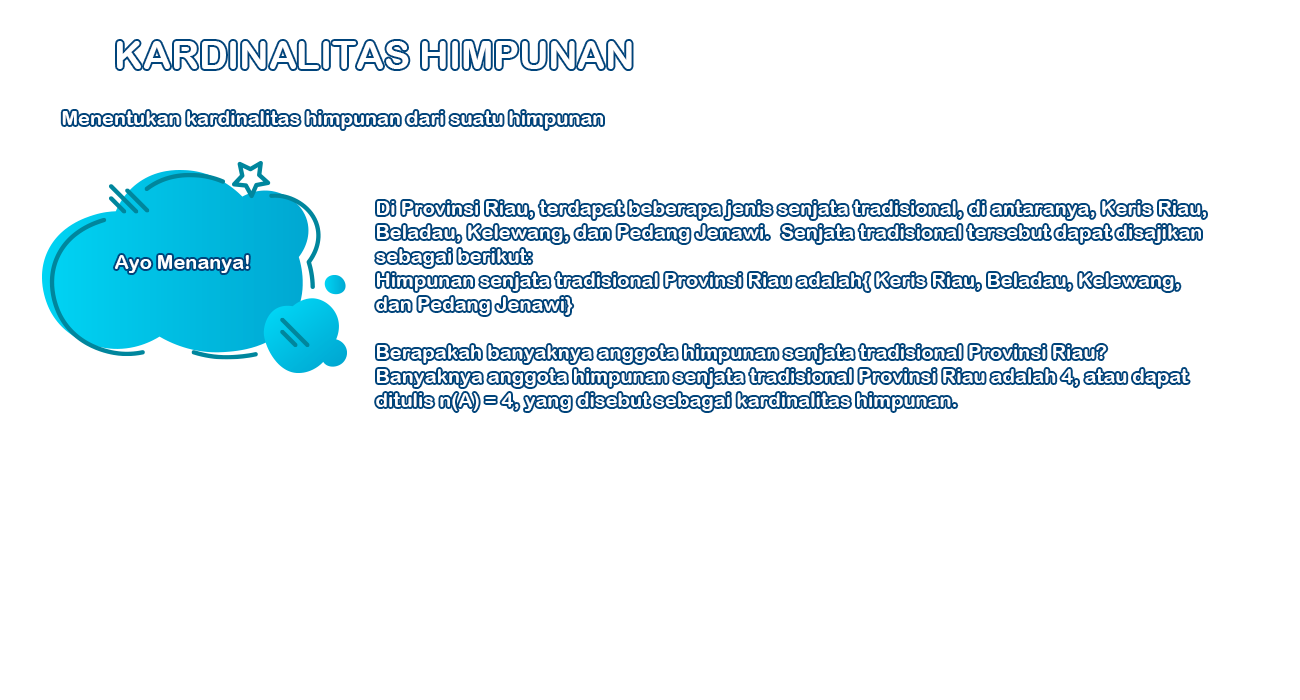 KARDINALITAS HIMPUNAN
Menentukan kardinalitas himpunan dari suatu himpunan
Ayo Menanya!
Di Provinsi Riau, terdapat beberapa jenis senjata tradisional, di antaranya, Keris Riau,
Beladau, Kelewang, dan Pedang Jenawi.  Senjata tradisional tersebut dapat disajikan
sebagai berikut:
Himpunan senjata tradisional Provinsi Riau adalah{ Keris Riau, Beladau, Kelewang,
dan Pedang Jenawi}
Berapakah banyaknya anggota himpunan senjata tradisional Provinsi Riau?
Banyaknya anggota himpunan senjata tradisional Provinsi Riau adalah 4, atau dapat
ditulis n(A) = 4, yang disebut sebagai kardinalitas himpunan.